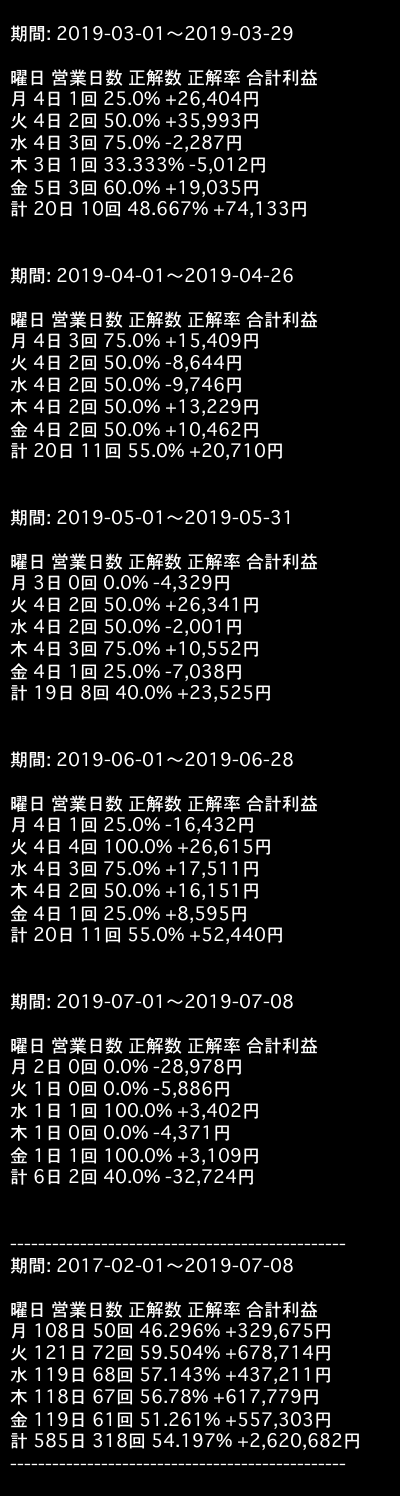 期間: 2019-03-01〜2019-03-29
曜日 営業日数 正解数 正解率 合計利益
月 4日 1回 25.0% +26,404円
火 4日 2回 50.0% +35,993円
水 4日 3回 75.0% -2,287円
木 3日 1回 33.333% -5,012円
金 5日 3回 60.0% +19,035円
計 20日 10回 48.667% +74,133円
期間: 2019-04-01〜2019-04-26
曜日 営業日数 正解数 正解率 合計利益
月 4日 3回 75.0% +15,409円
火 4日 2回 50.0% -8,644円
水 4日 2回 50.0% -9,746円
木 4日 2回 50.0% +13,229円
金 4日 2回 50.0% +10,462円
計 20日 11回 55.0% +20,710円
期間: 2019-05-01〜2019-05-31
曜日 営業日数 正解数 正解率 合計利益
月 3日 0回 0.0% -4,329円
火 4日 2回 50.0% +26,341円
水 4日 2回 50.0% -2,001円
木 4日 3回 75.0% +10,552円
金 4日 1回 25.0% -7,038円
計 19日 8回 40.0% +23,525円
期間: 2019-06-01〜2019-06-28
曜日 営業日数 正解数 正解率 合計利益
月 4日 1回 25.0% -16,432円
火 4日 4回 100.0% +26,615円
水 4日 3回 75.0% +17,511円
木 4日 2回 50.0% +16,151円
金 4日 1回 25.0% +8,595円
計 20日 11回 55.0% +52,440円
期間: 2019-07-01〜2019-07-08
曜日 営業日数 正解数 正解率 合計利益
月 2日 0回 0.0% -28,978円
火 1日 0回 0.0% -5,886円
水 1日 1回 100.0% +3,402円
木 1日 0回 0.0% -4,371円
金 1日 1回 100.0% +3,109円
計 6日 2回 40.0% -32,724円
------------------------------------------------
期間: 2017-02-01〜2019-07-08
曜日 営業日数 正解数 正解率 合計利益
月 108日 50回 46.296% +329,675円
火 121日 72回 59.504% +678,714円
水 119日 68回 57.143% +437,211円
木 118日 67回 56.78% +617,779円
金 119日 61回 51.261% +557,303円
計 585日 318回 54.197% +2,620,682円
------------------------------------------------